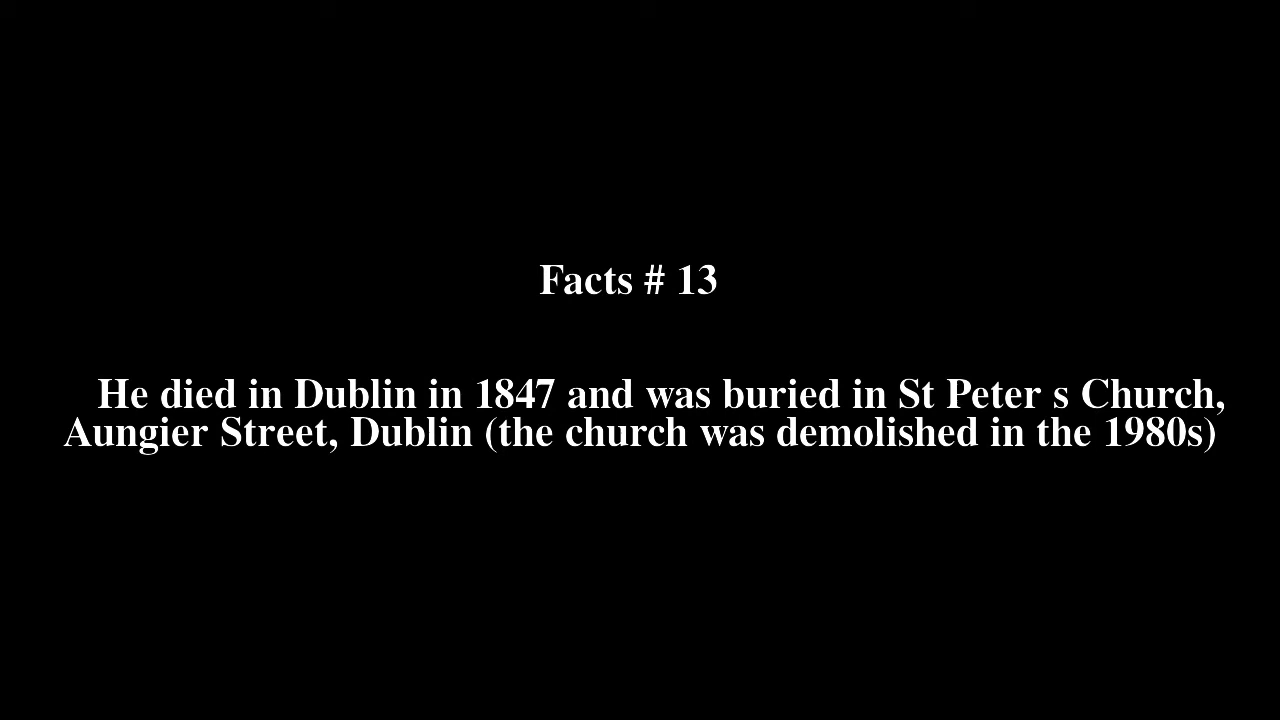 Facts # 13
He died in Dublin in 1847 and was buried in St Peter s Church,
Aungier Street, Dublin (the church was demolished in the 1980s)